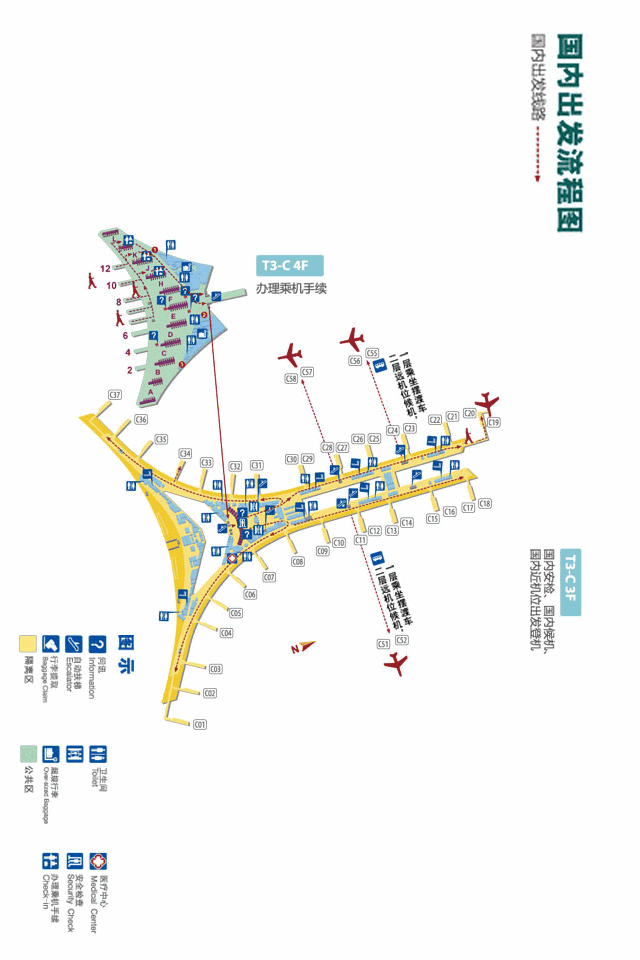 国内出发流程图
国内出发线路
T3-C 4F
办理乘机手续
12
10
8
6
4
2
K
J
H
F
E
D
C
B
A
T3-C 3F
国内安检、国内候机、
国内近机位出发登机
一层乘坐摆渡车
二层远机位候机,
一层乘坐摆渡车
二层远机位候机,
C58
C57
C56
C55
C51
C52
C37
C36
C35
C34
C33
C32
C31
C30
C29
C28
C27
C26
C25
C24
C23
C22
C21
C20
C19
C18
C17
C16
C15
C14
C13
C12
C11
C10
C09
C08
C07
C06
C05
C04
C03
C02
C01
N
图示
问讯
Information
自动扶梯
Escalator
行李提取
Baggage Claim
隔离区
卫生间
Toilet
超规行李
Over-sized Baggage
公共区
医疗中心
Medical Center
安全检查
Security Check
办理乘机手续
Check-in